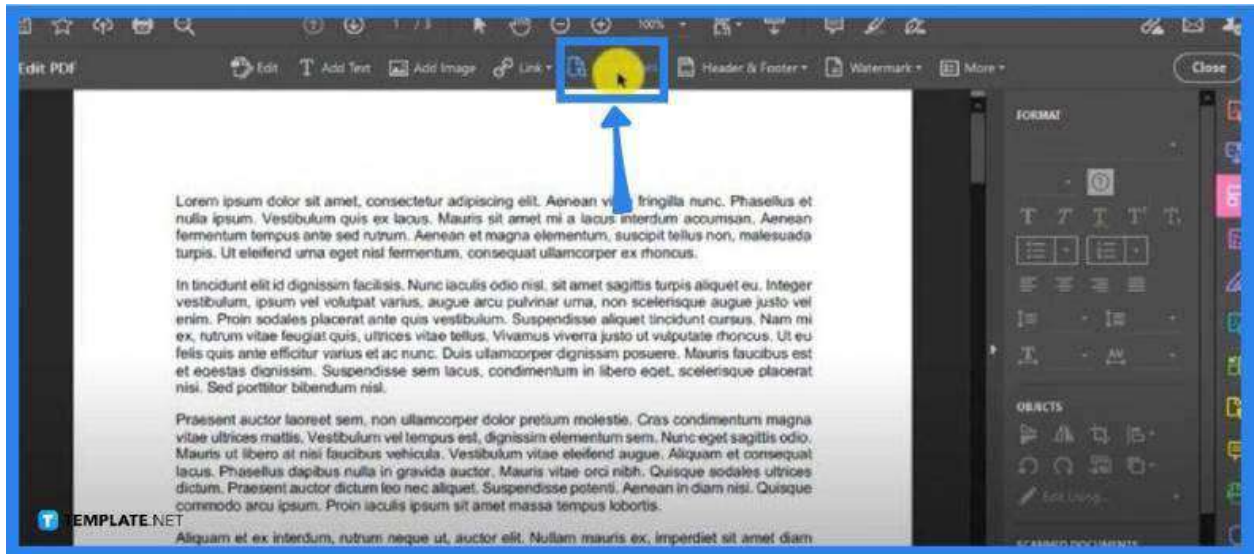 1 / 3 100%
Edit PDF Edit Add Text Add Image Link Header & Footer Watermark More Close
FORMAT
Lorem ipsum dolor sit amet, consectetur adipiscing elit. Aenean fringilla nunc. Phasellus et
nulla ipsum. Vestibulum quis ex lacus. Mauris sit amet mi a lacus interdum accumsan. Aenean
fermentum tempus ante sed rutrum. Aenean et magna elementum, suscipit tellus non, malesuada
turpis. Ut eleifend urna eget nisl fermentum, consequat ullamcorper ex rhoncus.
In tincidunt elit id dignissim facilisis. Nunc iaculis odio nisl, sit amet sagittis turpis aliquet eu. Integer
vestibulum, ipsum vel volutpat varius, augue arcu pulvinar urna, non scelerisque augue justo vel
enim. Proin sodales placerat ante quis vestibulum. Suspendisse aliquet tincidunt cursus. Nam mi
ex, rutrum vitae feugiat quis, ultrices vitae tellus. Vivamus viverra justo ut vulputate rhoncus. Ut eu
felis quis ante efficitur varius et ac nunc. Duis ullamcorper dignissim posuere. Mauris faucibus est
et egestas dignissim. Suspendisse sem lacus, condimentum in libero eget, scelerisque placerat
nisi. Sed porttitor bibendum nisl.
Praesent auctor laoreet sem, non ullamcorper dolor pretium molestie. Cras condimentum magna
vitae ultrices mattis. Vestibulum vel tempus est, dignissim elementum sem. Nunc eget sagittis odio.
Mauris ut libero at nisi faucibus vehicula. Vestibulum vitae eleifend augue. Aliquam et consequat
lacus. Phasellus dapibus nulla in gravida auctor. Mauris vitae orci nibh. Quisque sodales ultrices
dictum. Praesent auctor dictum leo nec aliquet. Suspendisse potenti. Aenean in diam nisi. Quisque
commodo arcu ipsum. Proin iaculis ipsum sit amet massa tempus lobortis.
Aliquam et ex interdum, rutrum neque ut, auctor elit. Nullam mauris ex, imperdiet sit amet diam
OBJECTS
Edit Using...
SCANNED DOCUMENTS
T TEMPLATE.NET